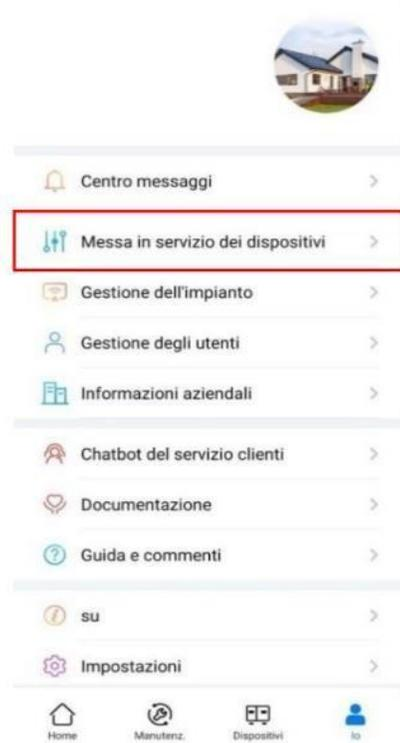 Centro messaggi
Messa in servizio dei dispositivi
Gestione dell'impianto
Gestione degli utenti
Informazioni aziendali
Chatbot del servizio clienti
Documentazione
Guida e commenti
su
Impostazioni
Home
Manutenz.
Dispositivi
Io